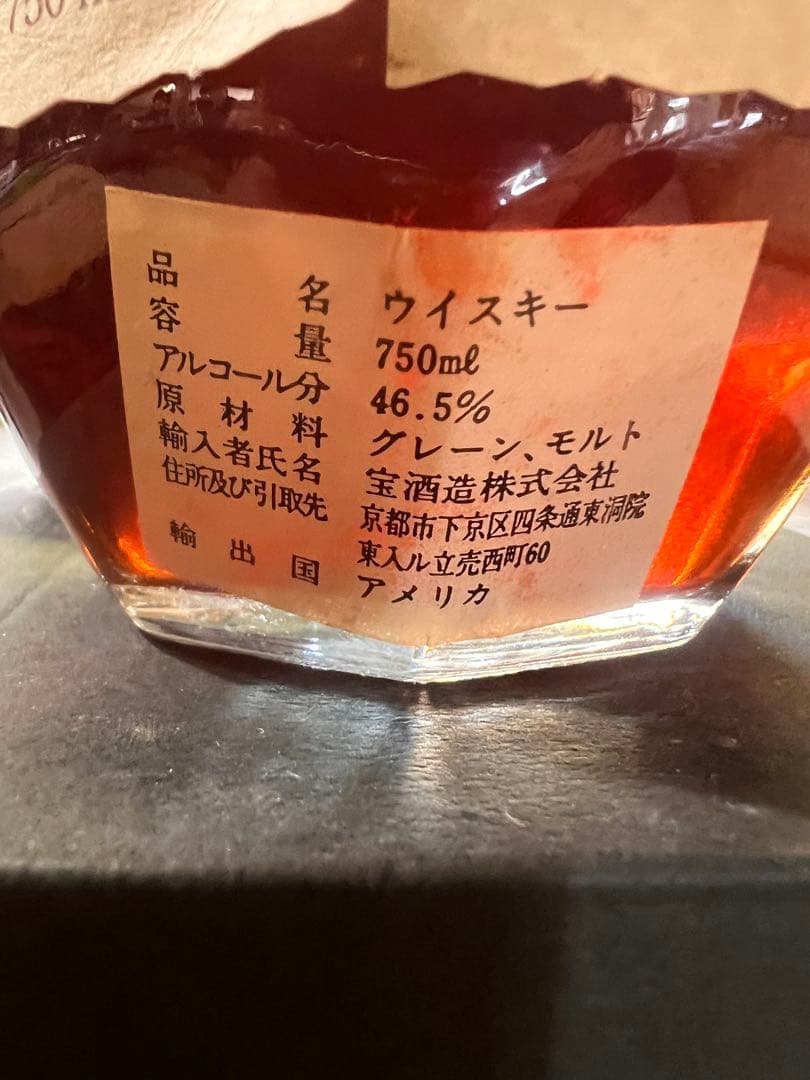 750 ml
品名 ウイスキー
容量 750ml
アルコール分 46.5%
原材料 グレーン、モルト
輸入者氏名 宝酒造株式会社
住所及び引取先 京都市下京区四条通東洞院
東入ル立売西町60
輸出国 アメリカ